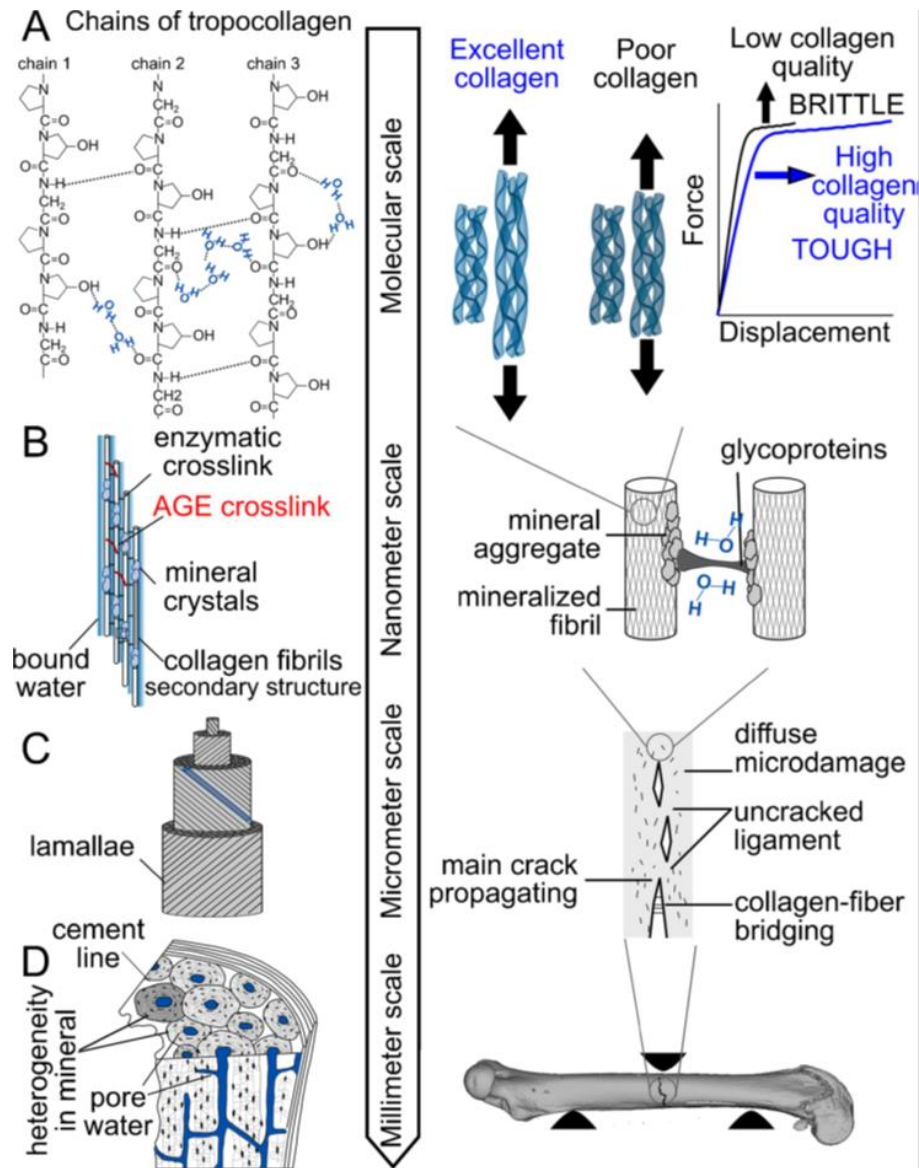 A Chains of tropocollagen
chain 1
chain 2
chain 3
Molecular scale
Excellent
collagen
Poor
collagen
Low collagen
quality
BRITTLE
High
collagen
quality
TOUGH
Force
Displacement
B
enzymatic
crosslink
AGE crosslink
mineral
crystals
bound
water
collagen fibrils
secondary structure
Nanometer scale
glycoproteins
mineral
aggregate
mineralized
fibril
C
lamallae
Micrometer scale
diffuse
microdamage
uncracked
ligament
main crack
propagating
collagen-fiber
bridging
D
cement
line
heterogeneity
in mineral
pore
water
Millimeter scale